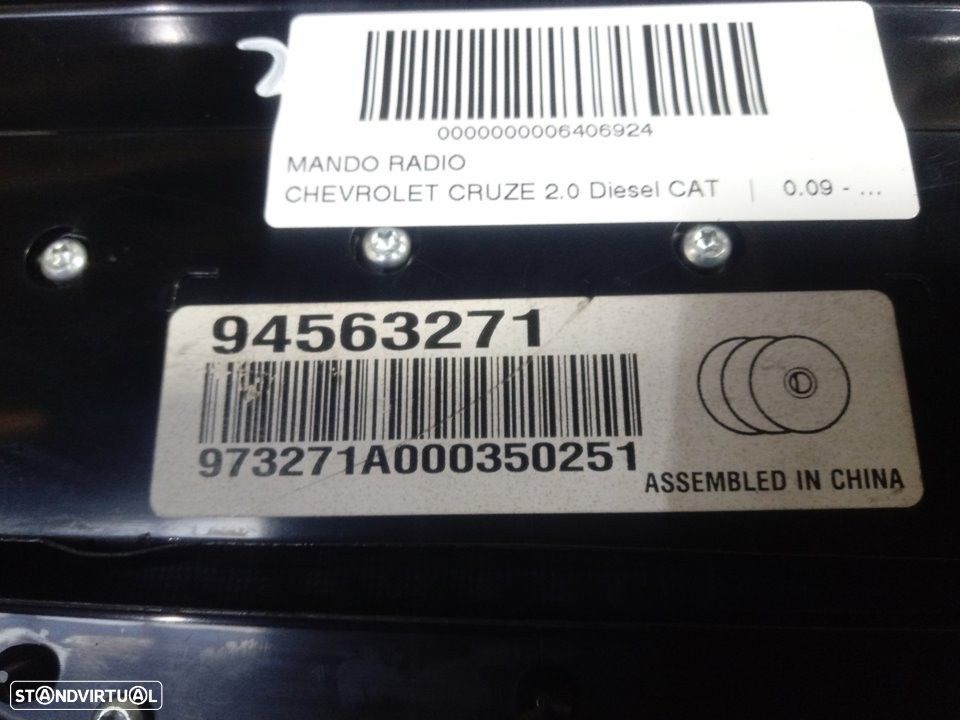 0000000006406924
MANDO RADIO
CHEVROLET CRUZE 2.0 Diesel CAT | 0.09 - ...
94563271
973271A000350251
ASSEMBLED IN CHINA
STANDVIRTUAL